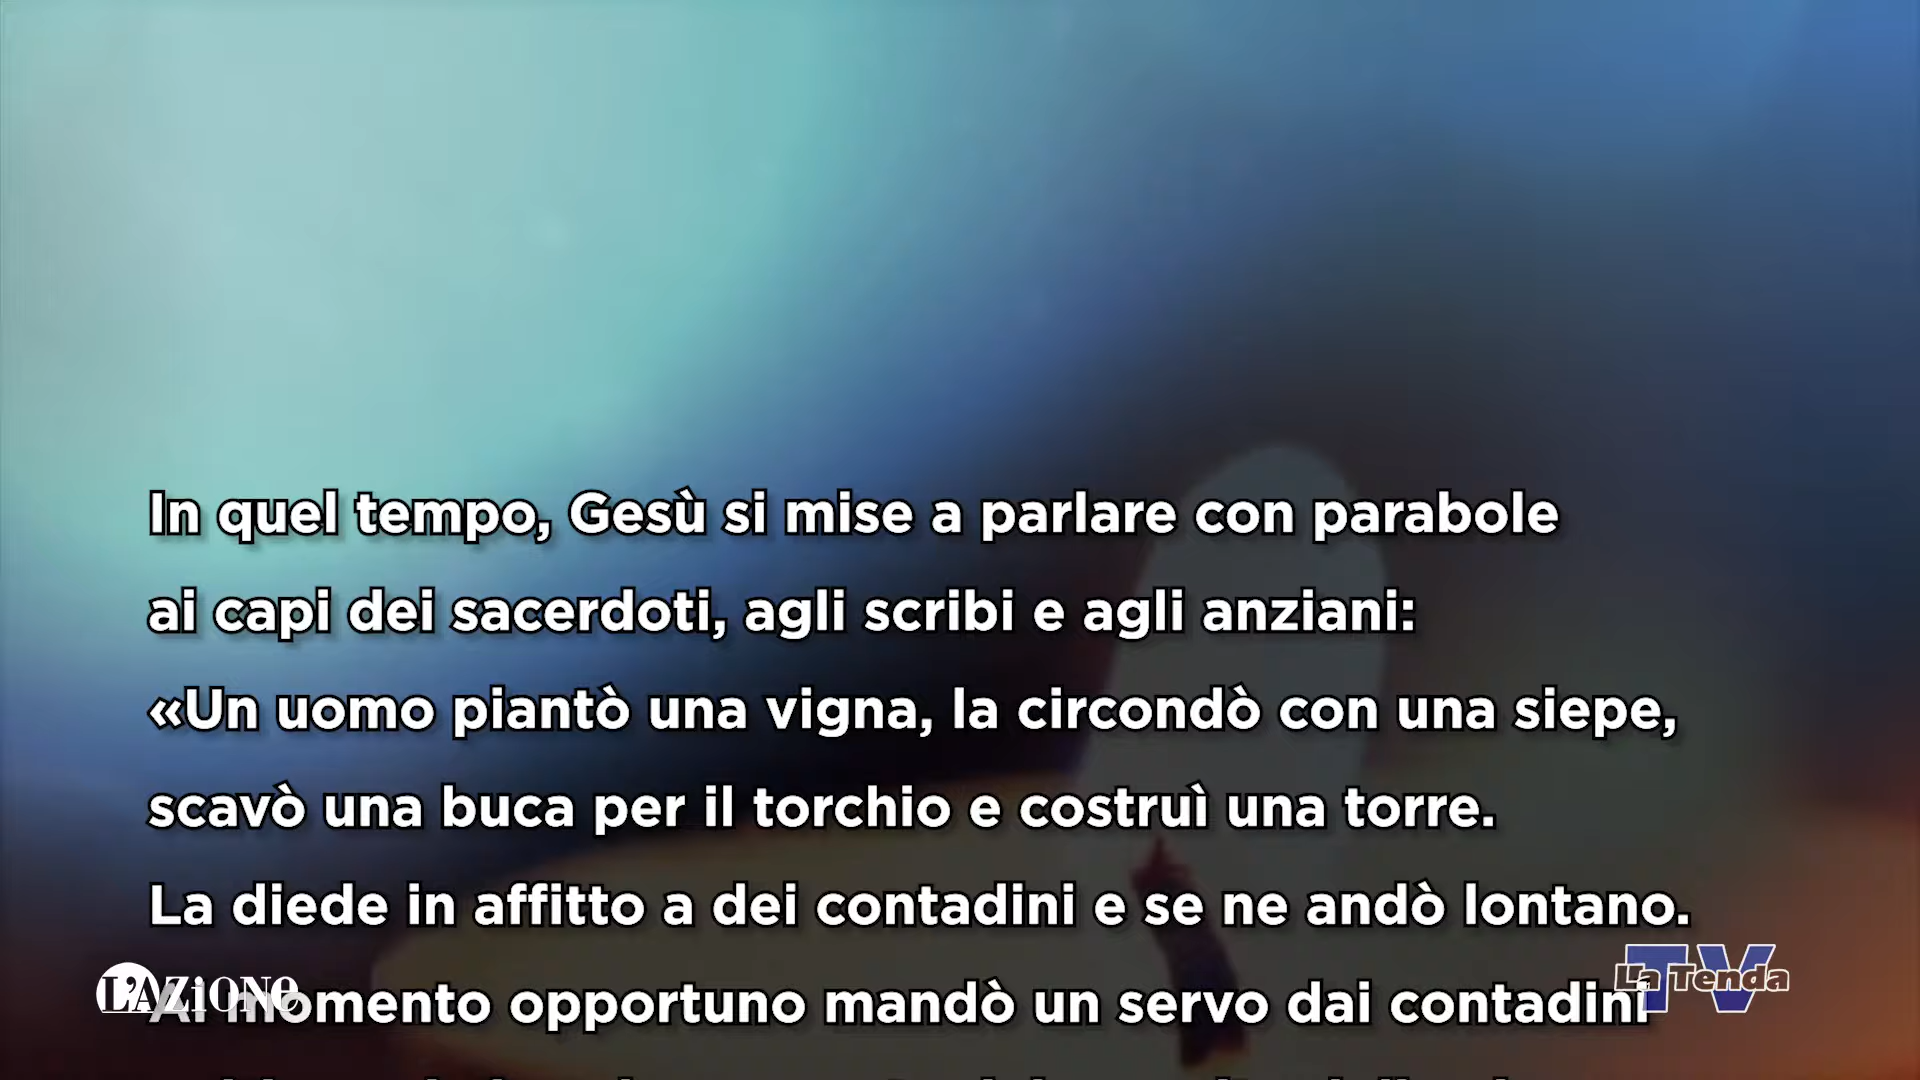 In quel tempo, Gesù si mise a parlare con parabole
ai capi dei sacerdoti, agli scribi e agli anziani:
«Un uomo piantò una vigna, la circondò con una siepe,
scavò una buca per il torchio e costruì una torre.
La diede in affitto a dei contadini e se ne andò lontano.
Al momento opportuno mandò un servo dai contadini
L'AZiONe
TV
La Tenda